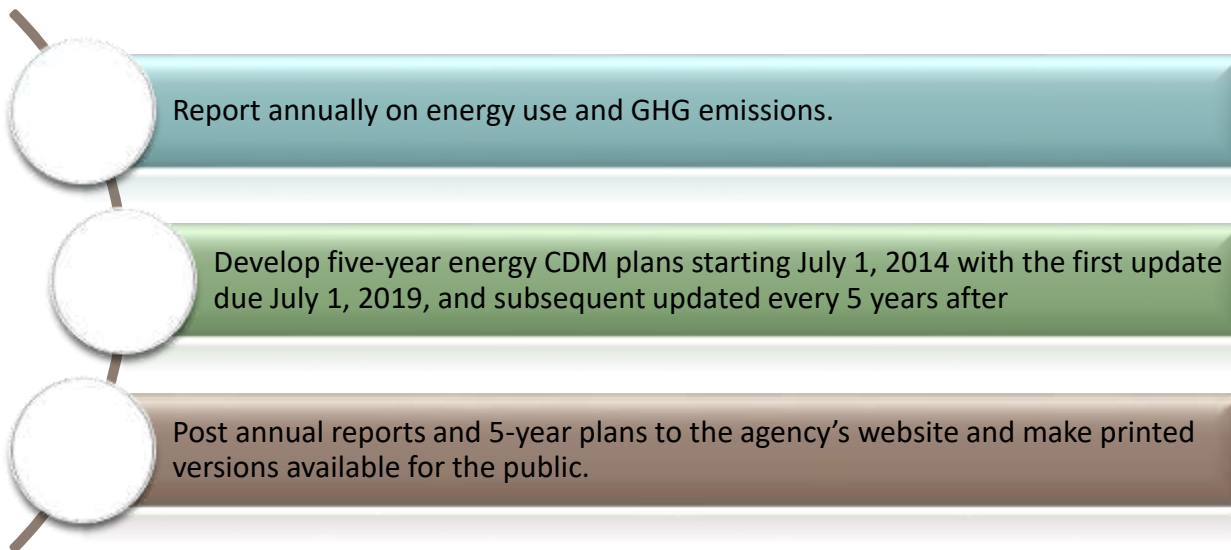 Report annually on energy use and GHG emissions.
Develop five-year energy CDM plans starting July 1, 2014 with the first update
due July 1, 2019, and subsequent updated every 5 years after
Post annual reports and 5-year plans to the agency’s website and make printed
versions available for the public.